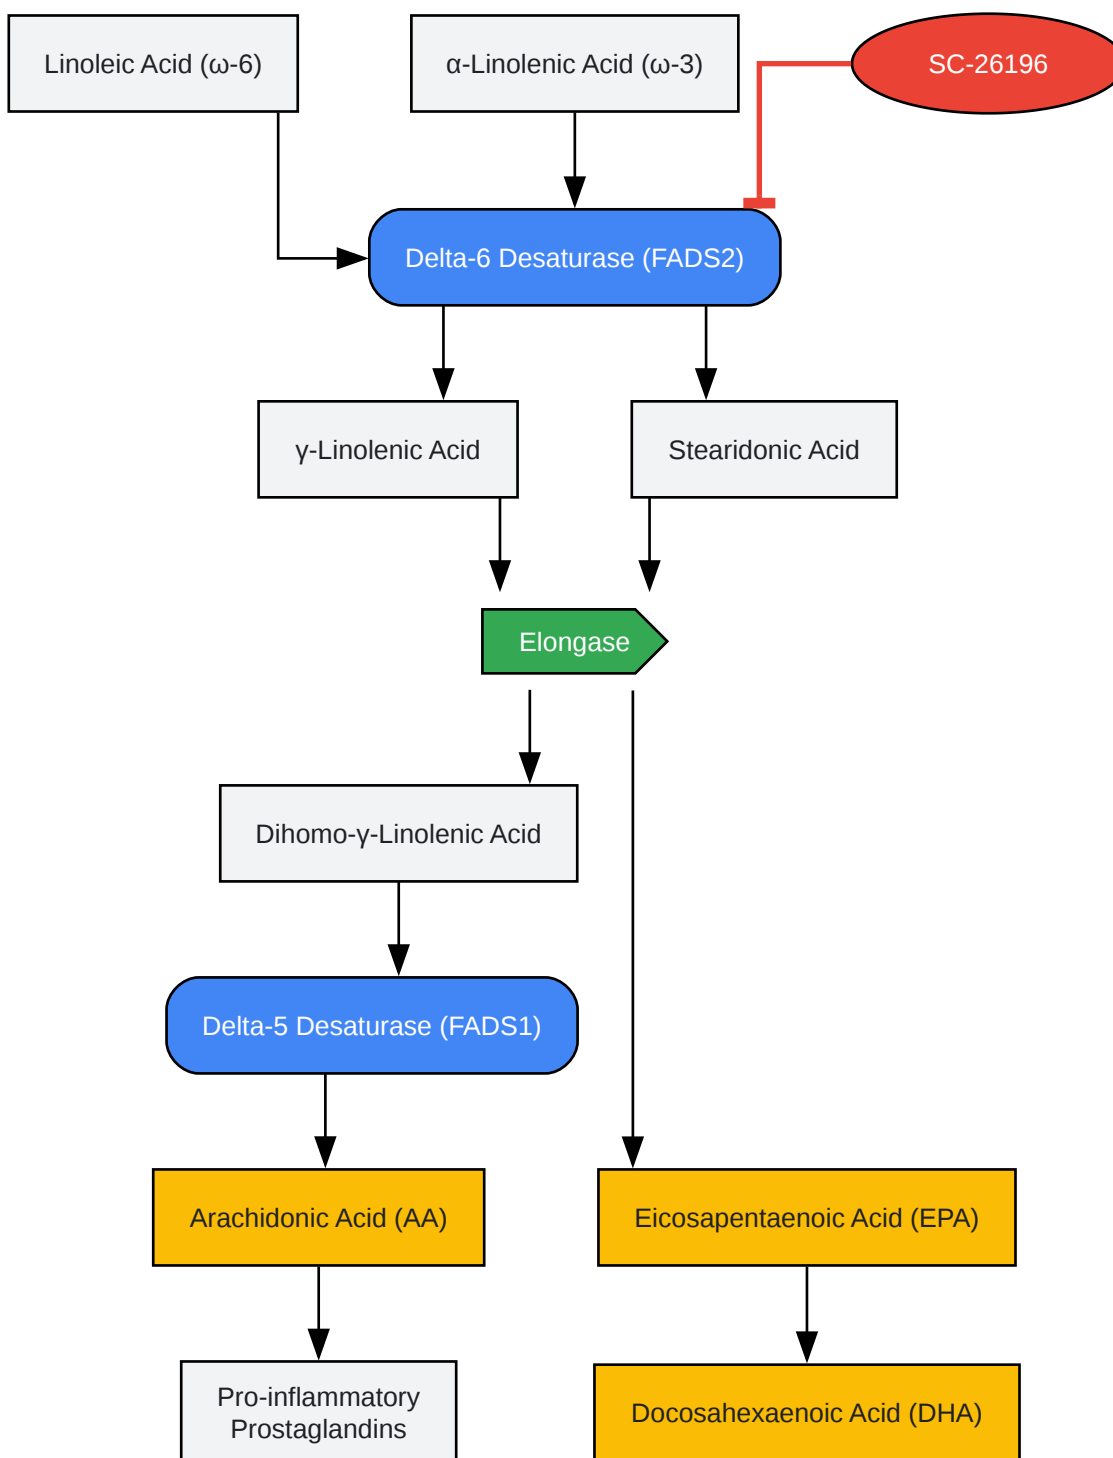 Linoleic Acid (ω-6)
α-Linolenic Acid (ω-3)
SC-26196
Delta-6 Desaturase (FADS2)
γ-Linolenic Acid
Stearidonic Acid
Elongase
Dihomo-γ-Linolenic Acid
Delta-5 Desaturase (FADS1)
Arachidonic Acid (AA)
Eicosapentaenoic Acid (EPA)
Pro-inflammatory
Prostaglandins
Docosahexaenoic Acid (DHA)